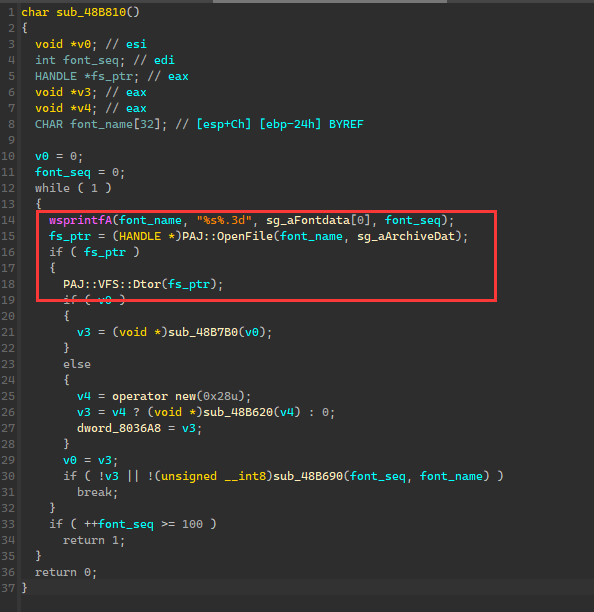 1 char sub_48B810()
2 {
3   void *v0; // esi
4   int font_seq; // edi
5   HANDLE *fs_ptr; // eax
6   void *v3; // eax
7   void *v4; // eax
8   CHAR font_name[32]; // [esp+Ch] [ebp-24h] BYREF
9
10   v0 = 0;
11   font_seq = 0;
12   while ( 1 )
13   {
14     wsprintfA(font_name, "%s%.3d", sg_aFontdata[0], font_seq);
15     fs_ptr = (HANDLE *)PAJ::OpenFile(font_name, sg_aArchiveDat);
16     if ( fs_ptr )
17     {
18       PAJ::VFS::Dtor(fs_ptr);
19       if ( v0 )
20       {
21         v3 = (void *)sub_48B7B0(v0);
22       }
23       else
24       {
25         v4 = operator new(0x28u);
26         v3 = v4 ? (void *)sub_48B620(v4) : 0;
27         dword_8036A8 = v3;
28       }
29       v0 = v3;
30       if ( !v3 || !(unsigned __int8)sub_48B690(font_seq, font_name) )
31         break;
32     }
33     if ( ++font_seq >= 100 )
34       return 1;
35   }
36   return 0;
37 }